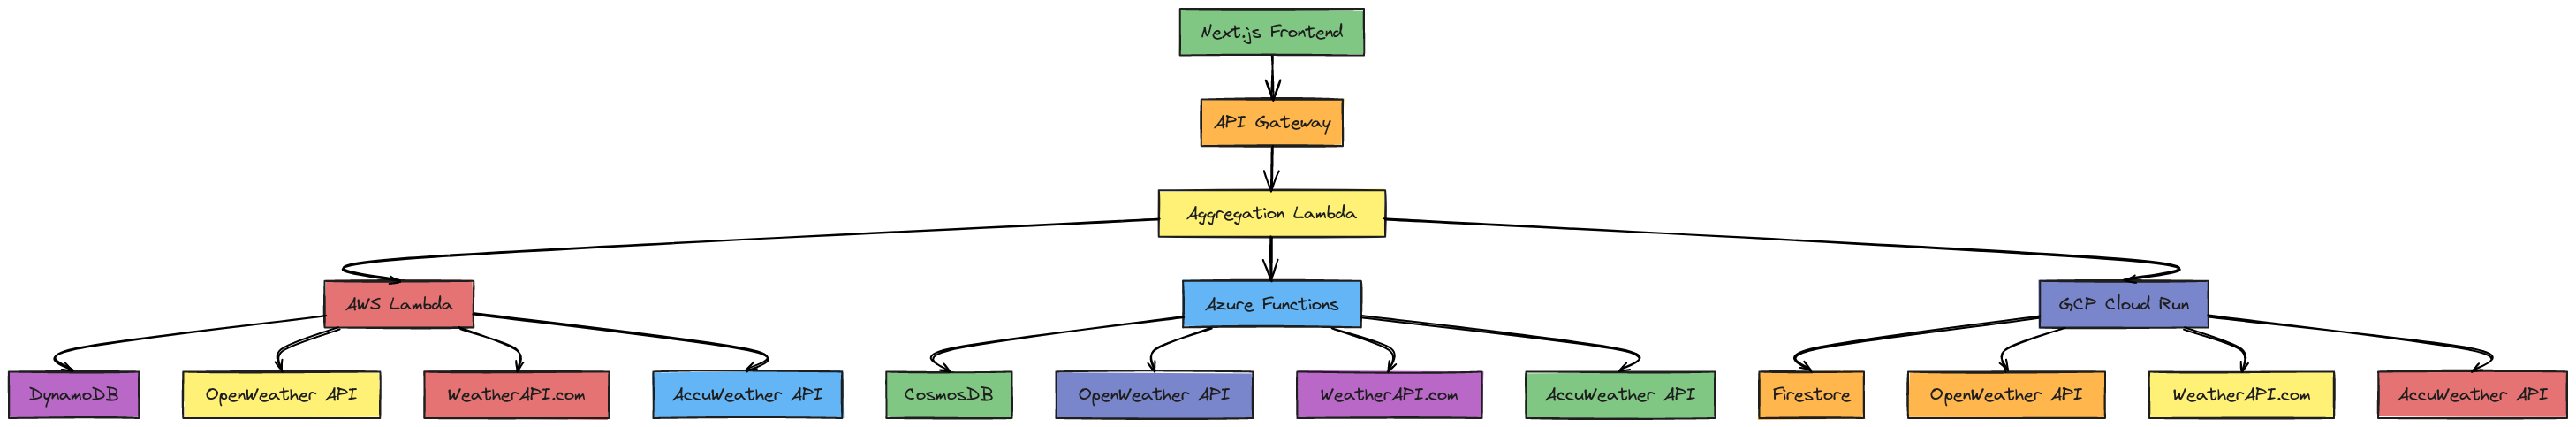 Next.js Frontend
API Gateway
Aggregation Lambda
AWS Lambda
Azure Functions
GCP Cloud Run
DynamoDB
OpenWeather API
WeatherAPI.com
AccuWeather API
CosmosDB
OpenWeather API
WeatherAPI.com
AccuWeather API
Firestore
OpenWeather API
WeatherAPI.com
AccuWeather API